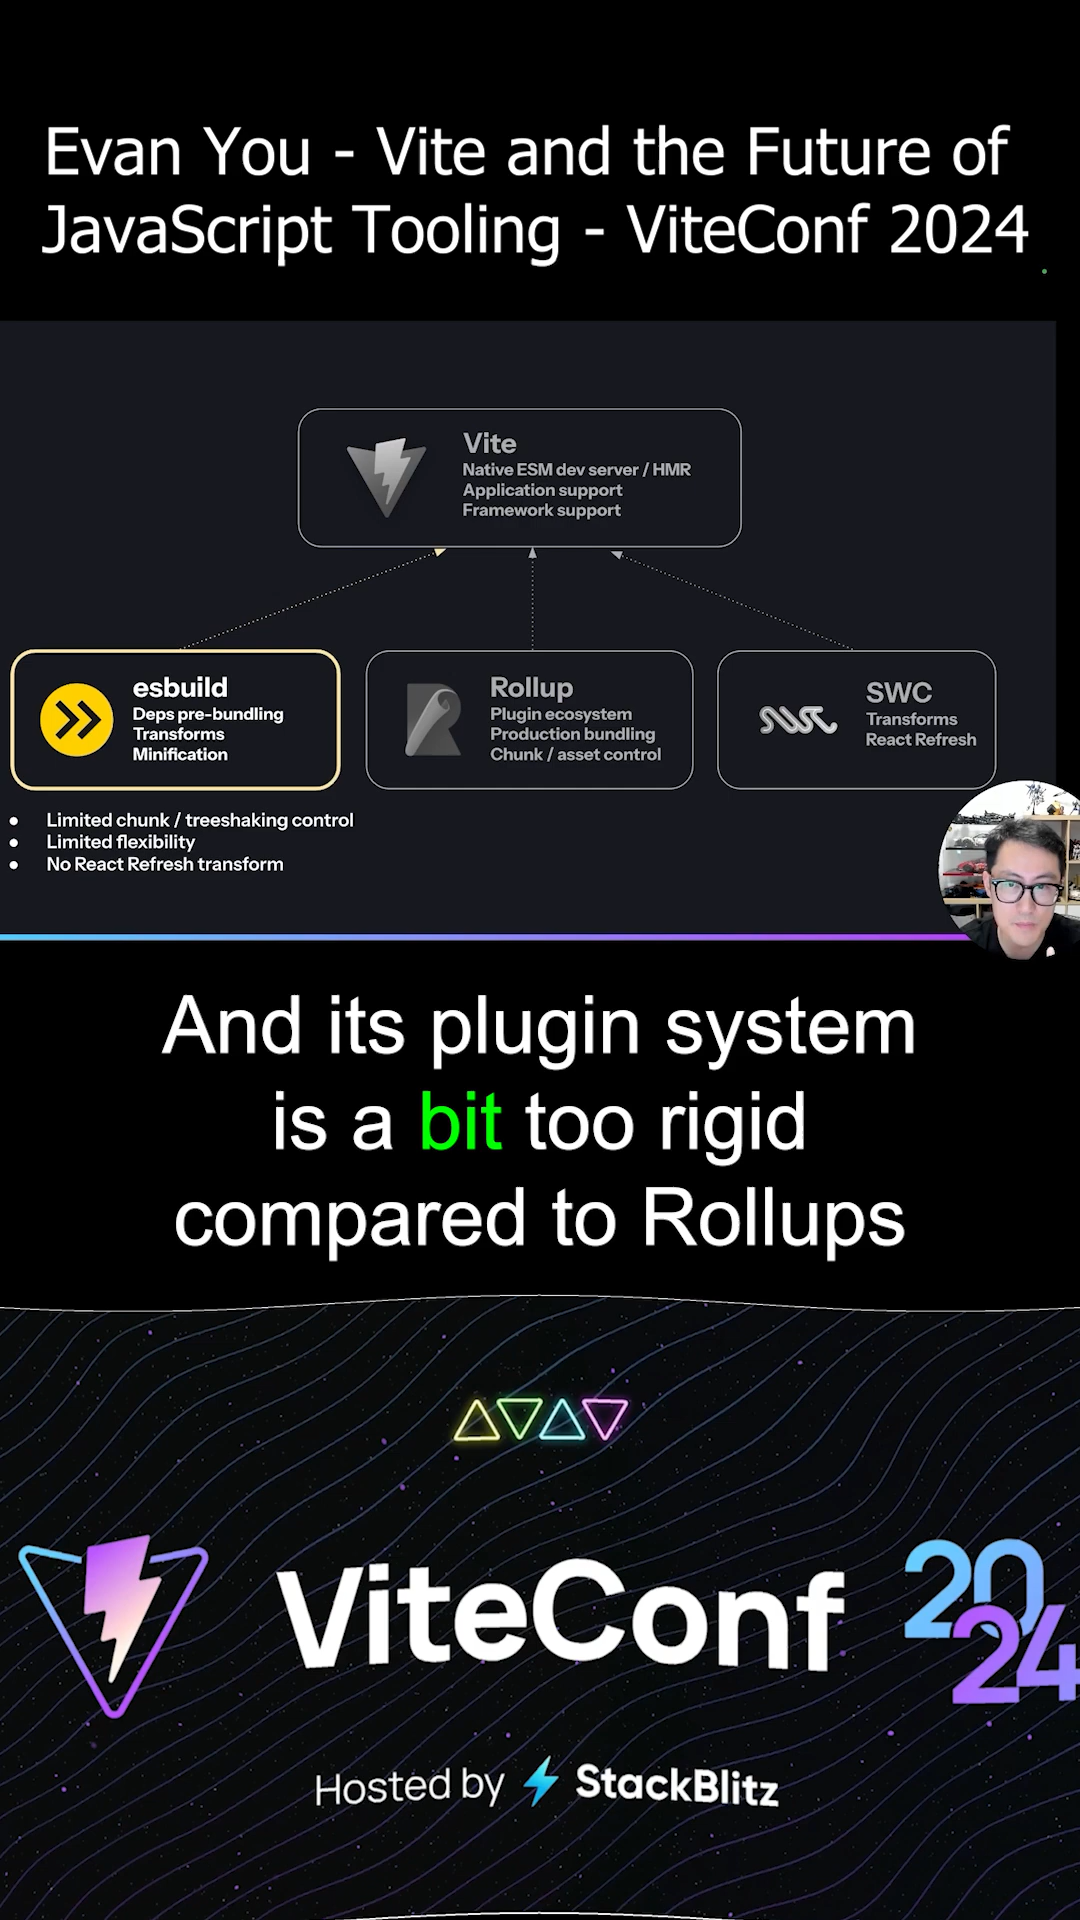 Evan You - Vite and the Future of
JavaScript Tooling - ViteConf 2024
Vite
Native ESM dev server / HMR
Application support
Framework support
esbuild
Deps pre-bundling
Transforms
Minification
Rollup
Plugin ecosystem
Production bundling
Chunk / asset control
SWC
Transforms
React Refresh
Limited chunk / treeshaking control
Limited flexibility
No React Refresh transform
And its plugin system
is a bit too rigid
compared to Rollups
ViteConf
2024
Hosted by StackBlitz